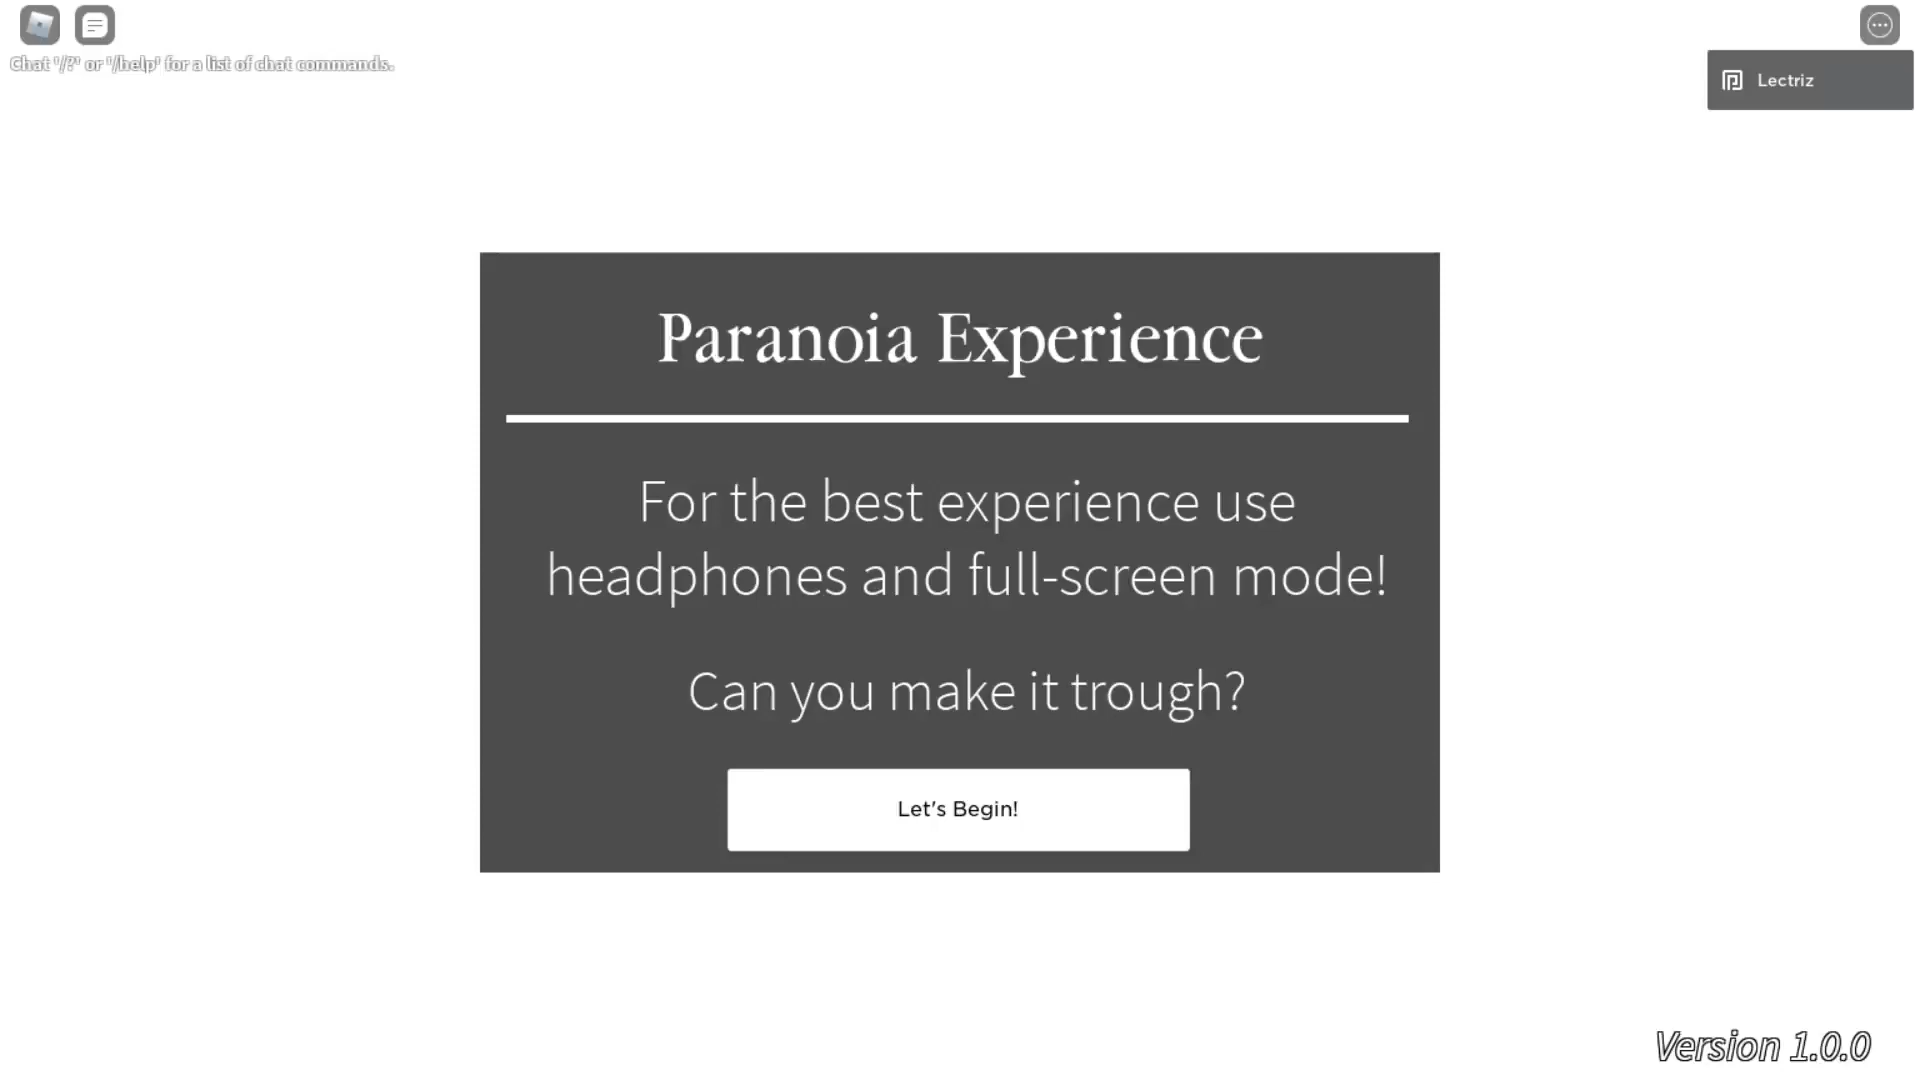 Chat '/?' or '/help' for a list of chat commands.
Lectriz
Paranoia Experience
For the best experience use
headphones and full-screen mode!
Can you make it trough?
Let's Begin!
Version 1.0.0